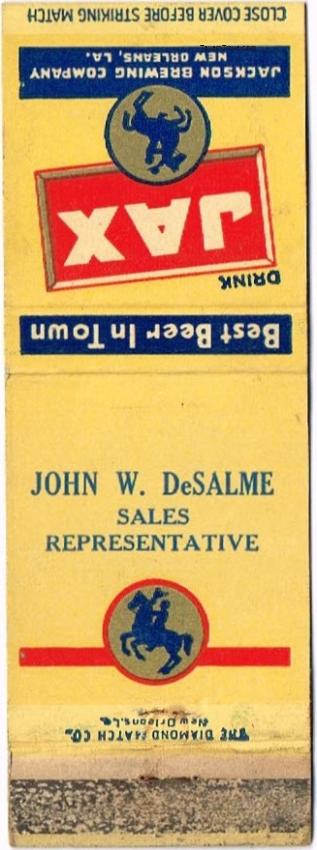 CLOSE COVER BEFORE STRIKING MATCH
JACKSON BREWING COMPANY
NEW ORLEANS, LA.
DRINK
JAX
Best Beer In Town
JOHN W. DeSALME
SALES
REPRESENTATIVE
THE DIAMOND MATCH CO.
New Orleans, La.